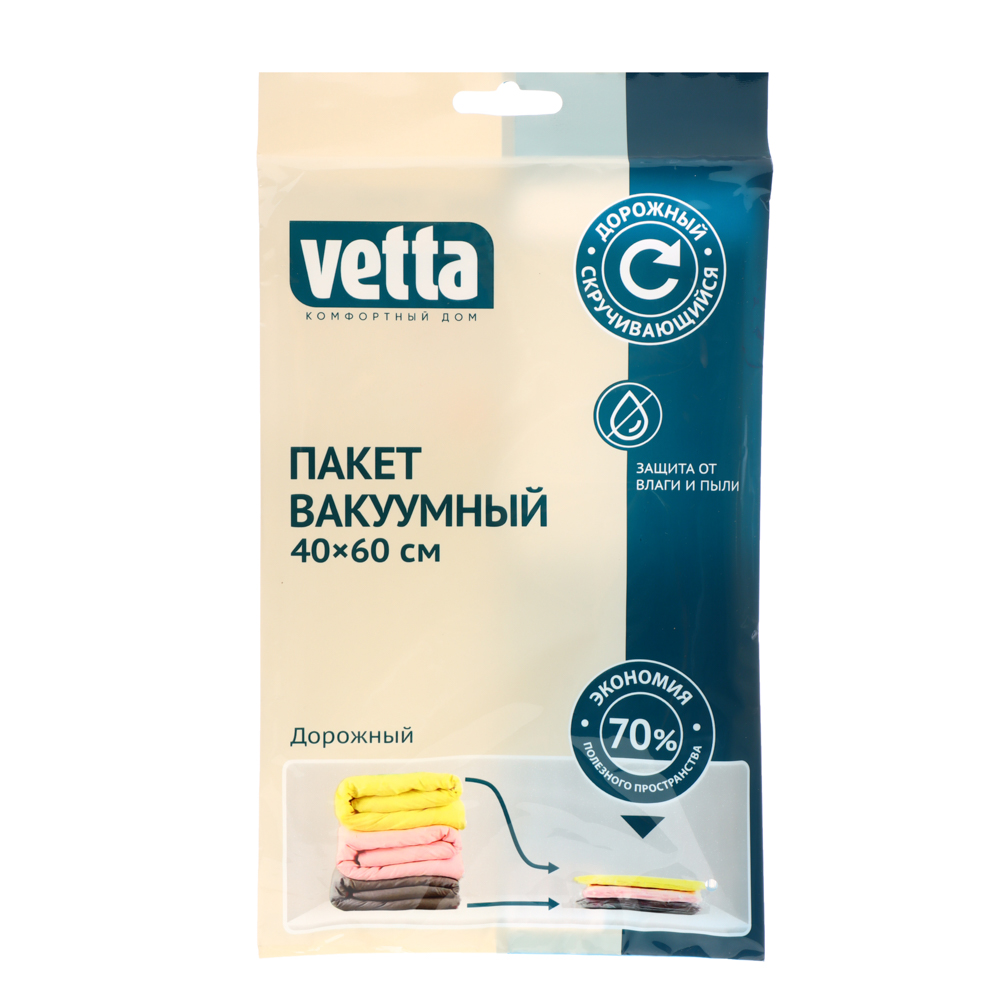 vetta
КОМФОРТНЫЙ ДОМ
ДОРОЖНЫЙ
СКРУЧИВАЮЩИЙСЯ
ЗАЩИТА ОТ
ВЛАГИ И ПЫЛИ
ПАКЕТ
ВАКУУМНЫЙ
40×60 см
ЭКОНОМИЯ
70%
ПОЛЕЗНОГО ПРОСТРАНСТВА
Дорожный